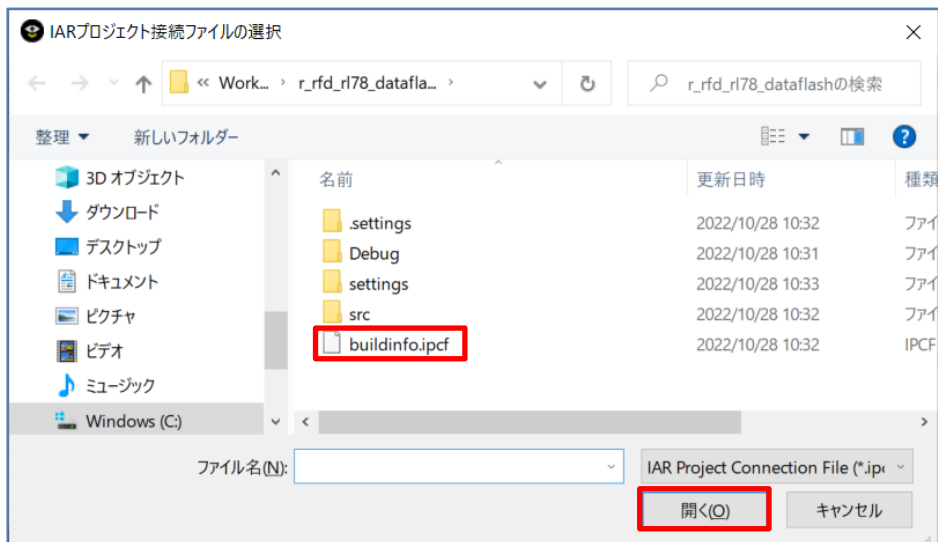 IARプロジェクト接続ファイルの選択
« Work... › r_rfd_rl78_datafla... ›
r_rfd_rl78_dataflashの検索
整理
新しいフォルダー
名前
更新日時
種類
3D オブジェクト
ダウンロード
デスクトップ
ドキュメント
ピクチャ
ビデオ
ミュージック
Windows (C:)
.settings 2022/10/28 10:32 ファイ
Debug 2022/10/28 10:31 ファイ
settings 2022/10/28 10:33 ファイ
src 2022/10/28 10:32 ファイ
buildinfo.ipcf 2022/10/28 10:32 IPCF
ファイル名(N):
IAR Project Connection File (*.ipc
開く(O)
キャンセル